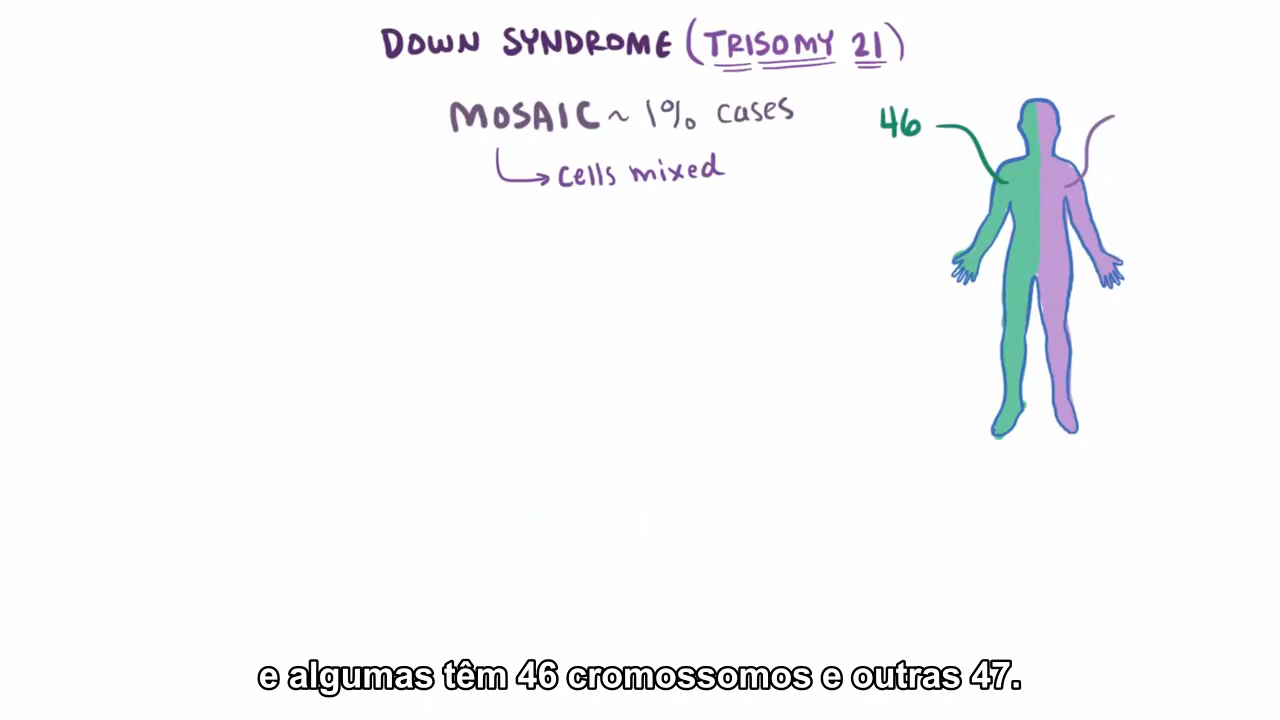 DOWN SYNDROME (TRISOMY 21)
MOSAIC ~ 1% cases
46
cells mixed
e algumas têm 46 cromossomos e outras 47.